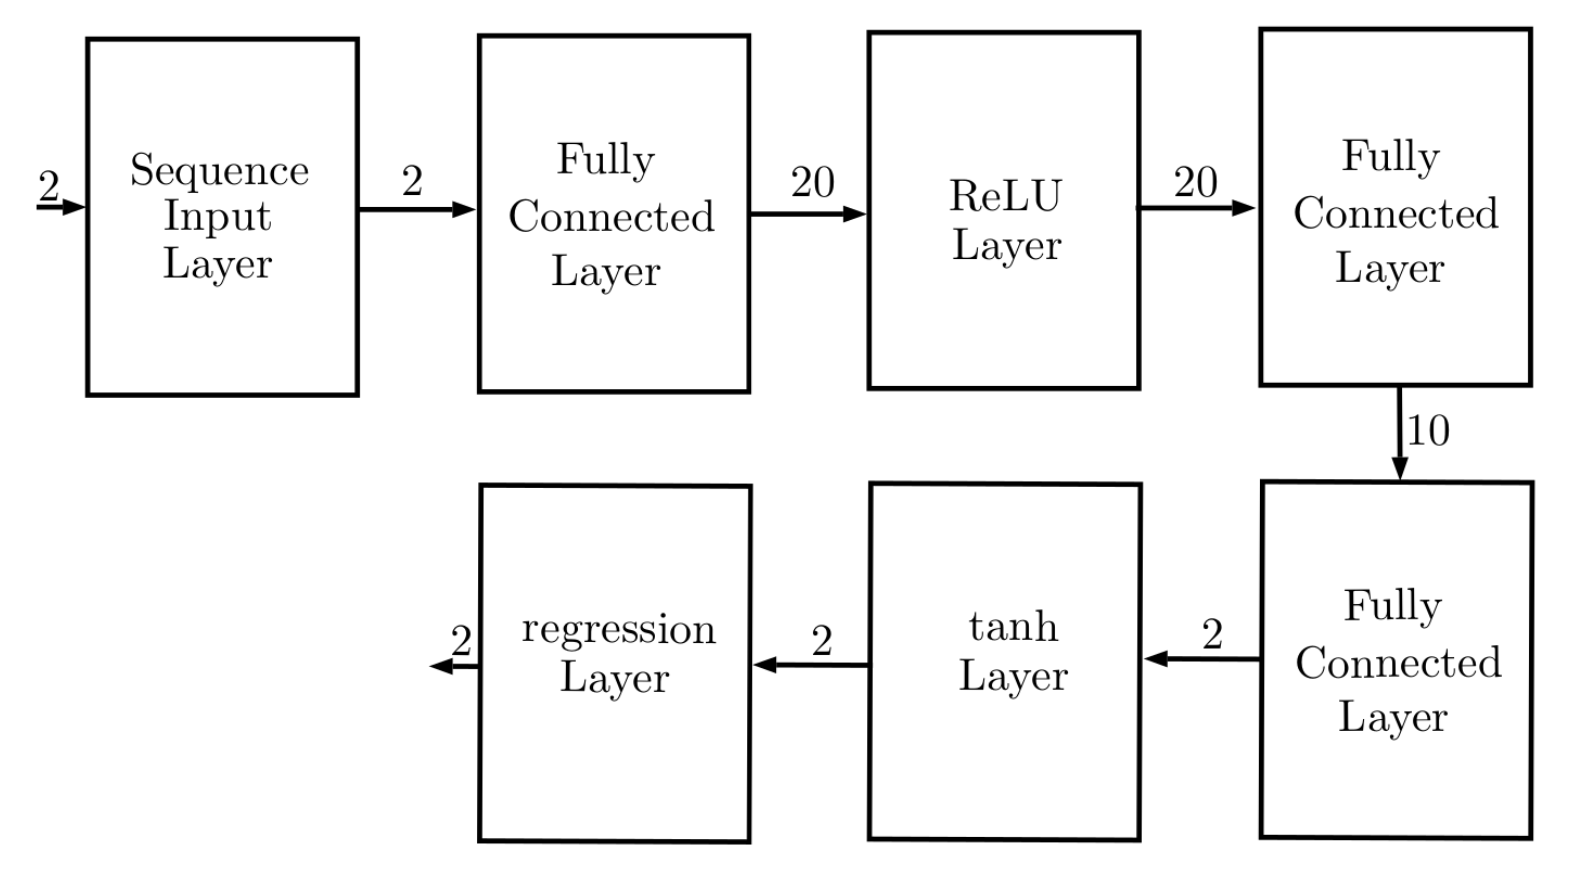 2
Sequence
Input
Layer
2
Fully
Connected
Layer
20
ReLU
Layer
20
Fully
Connected
Layer
10
Fully
Connected
Layer
2
tanh
Layer
2
regression
Layer
2